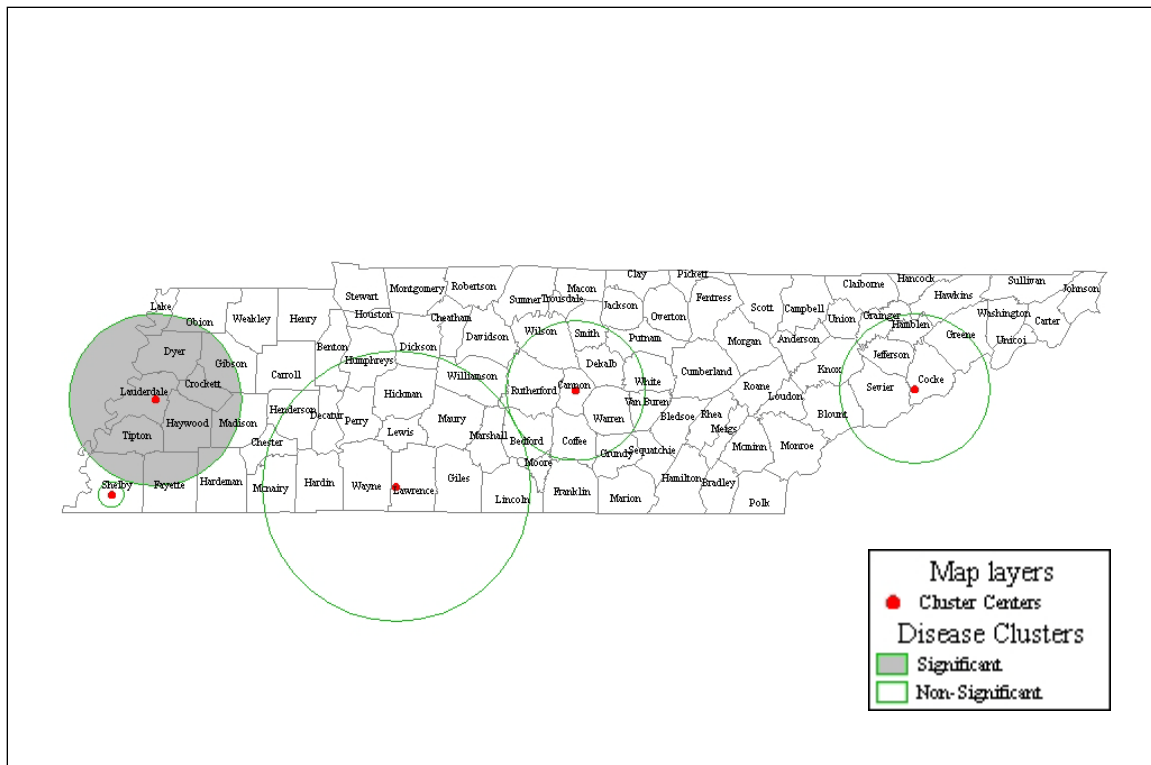 Clay
Pickett
Hancock
Sullivan
Johnson
Stewart
Montgomery
Robertson
Sumner
Trousdale
Macon
Jackson
Fentress
Scott
Campbell
Claiborne
Hawkins
Lake
Obion
Weakley
Henry
Houston
Cheatham
Davidson
Wilson
Smith
Overton
Putnam
Morgan
Anderson
Union
Grainger
Hamblen
Greene
Washington
Carter
Unicoi
Dyer
Gibson
Carroll
Benton
Humphreys
Dickson
Williamson
Rutherford
Cannon
Dekalb
White
Cumberland
Roane
Loudon
Knox
Jefferson
Sevier
Cocke
Lauderdale
Crockett
Tipton
Haywood
Madison
Henderson
Decatur
Perry
Hickman
Lewis
Maury
Marshall
Bedford
Coffee
Warren
Van Buren
Bledsoe
Rhea
Meigs
Mcminn
Monroe
Blount
Chester
Shelby
Fayette
Hardeman
Mcnairy
Hardin
Wayne
Lawrence
Giles
Lincoln
Moore
Franklin
Grundy
Sequatchie
Marion
Hamilton
Bradley
Polk
Map layers
Cluster Centers
Disease Clusters
Significant
Non-Significant